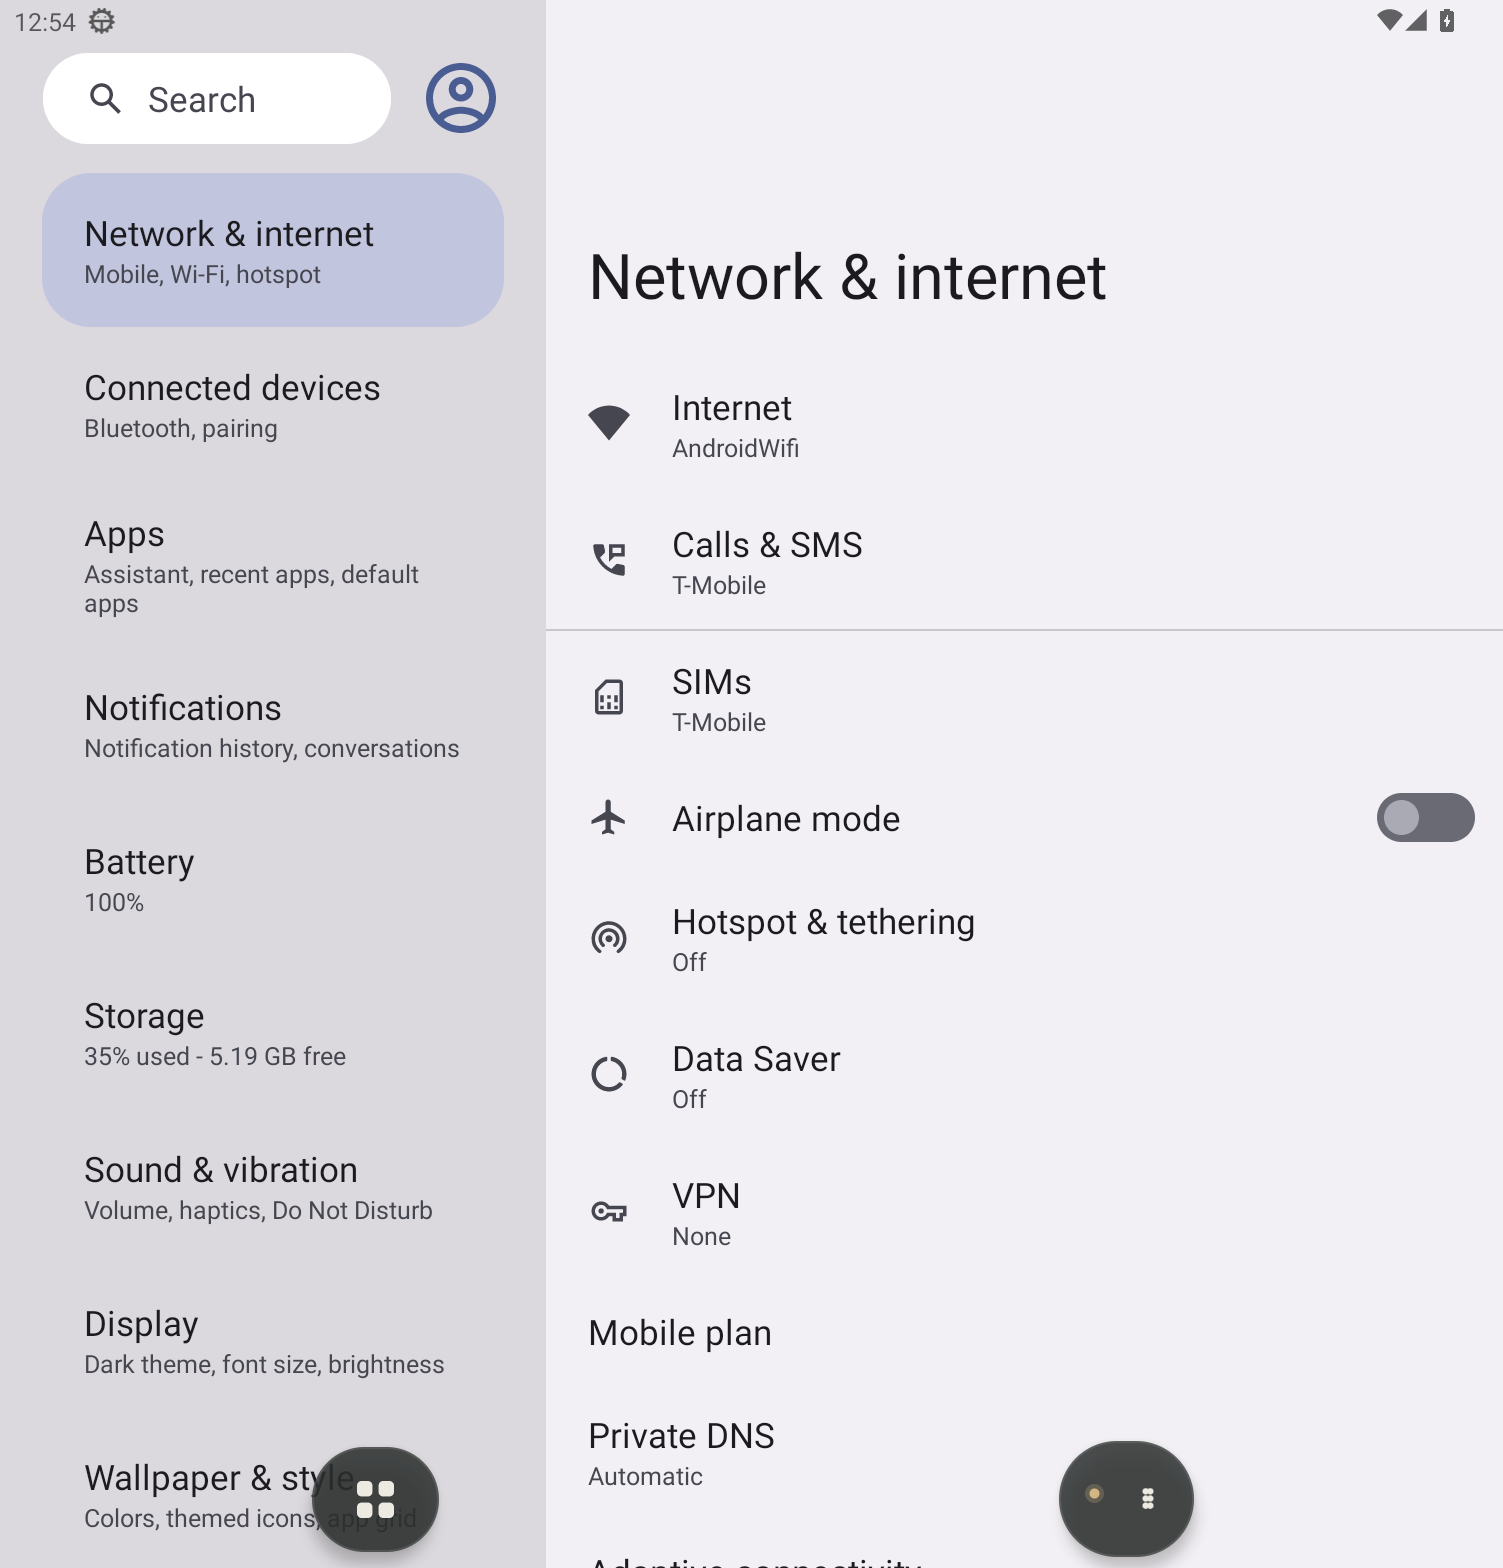 12:54
Search
Network & internet
Mobile, Wi-Fi, hotspot
Connected devices
Bluetooth, pairing
Apps
Assistant, recent apps, default
apps
Notifications
Notification history, conversations
Battery
100%
Storage
35% used - 5.19 GB free
Sound & vibration
Volume, haptics, Do Not Disturb
Display
Dark theme, font size, brightness
Wallpaper & style
Colors, themed icons, app grid
Network & internet
Internet
AndroidWifi
Calls & SMS
T-Mobile
SIMs
T-Mobile
Airplane mode
Hotspot & tethering
Off
Data Saver
Off
VPN
None
Mobile plan
Private DNS
Automatic
Adaptive connectivity